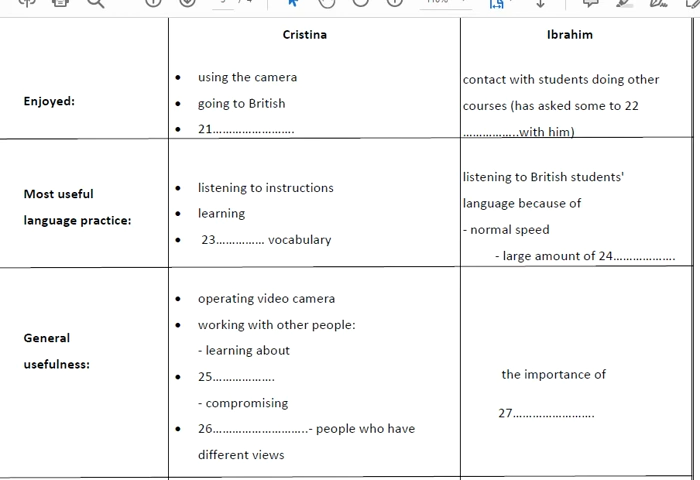 Cristina
Ibrahim
Enjoyed:
• using the camera
• going to British
• 21……………………….
contact with students doing other
courses (has asked some to 22
………………..with him)
Most useful
language practice:
• listening to instructions
• learning
• 23…………… vocabulary
listening to British students'
language because of
- normal speed
- large amount of 24……………….
General
usefulness:
• operating video camera
• working with other people:
- learning about
• 25……………….
- compromising
• 26………………………..- people who have
different views
the importance of
27…………………….